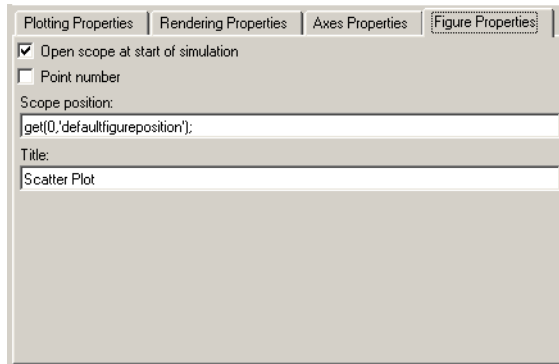 Plotting Properties Rendering Properties Axes Properties Figure Properties
Open scope at start of simulation
Point number
Scope position:
get(0,'defaultfigureposition');
Title:
Scatter Plot